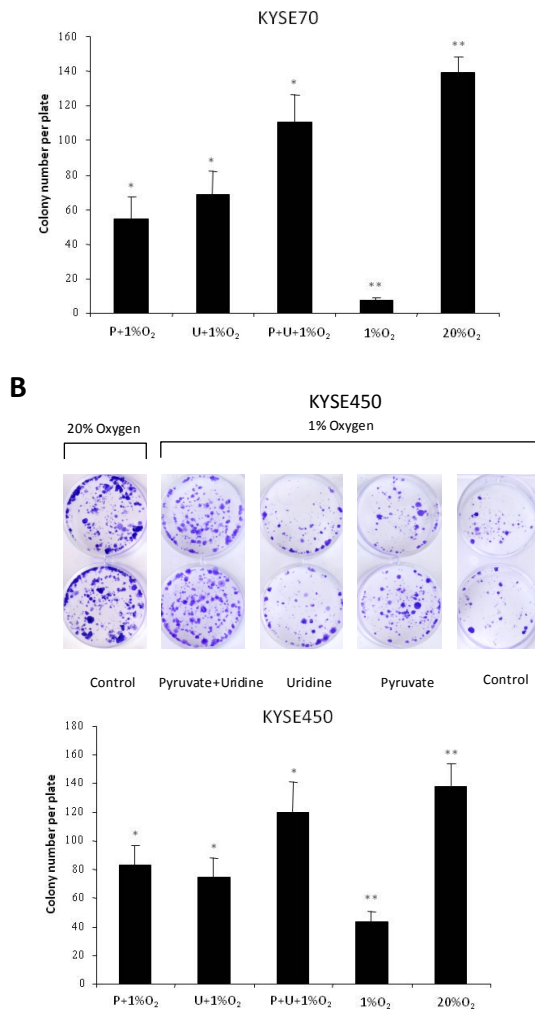 KYSE70
Colony number per plate
160
140
120
100
80
60
40
20
0
*
*
*
**
**
P+1%O₂
U+1%O₂
P+U+1%O₂
1%O₂
20%O₂
B
KYSE450
20% Oxygen
1% Oxygen
Control
Pyruvate+Uridine
Uridine
Pyruvate
Control
KYSE450
Colony number per plate
180
160
140
120
100
80
60
40
20
0
*
*
*
**
**
P+1%O₂
U+1%O₂
P+U+1%O₂
1%O₂
20%O₂